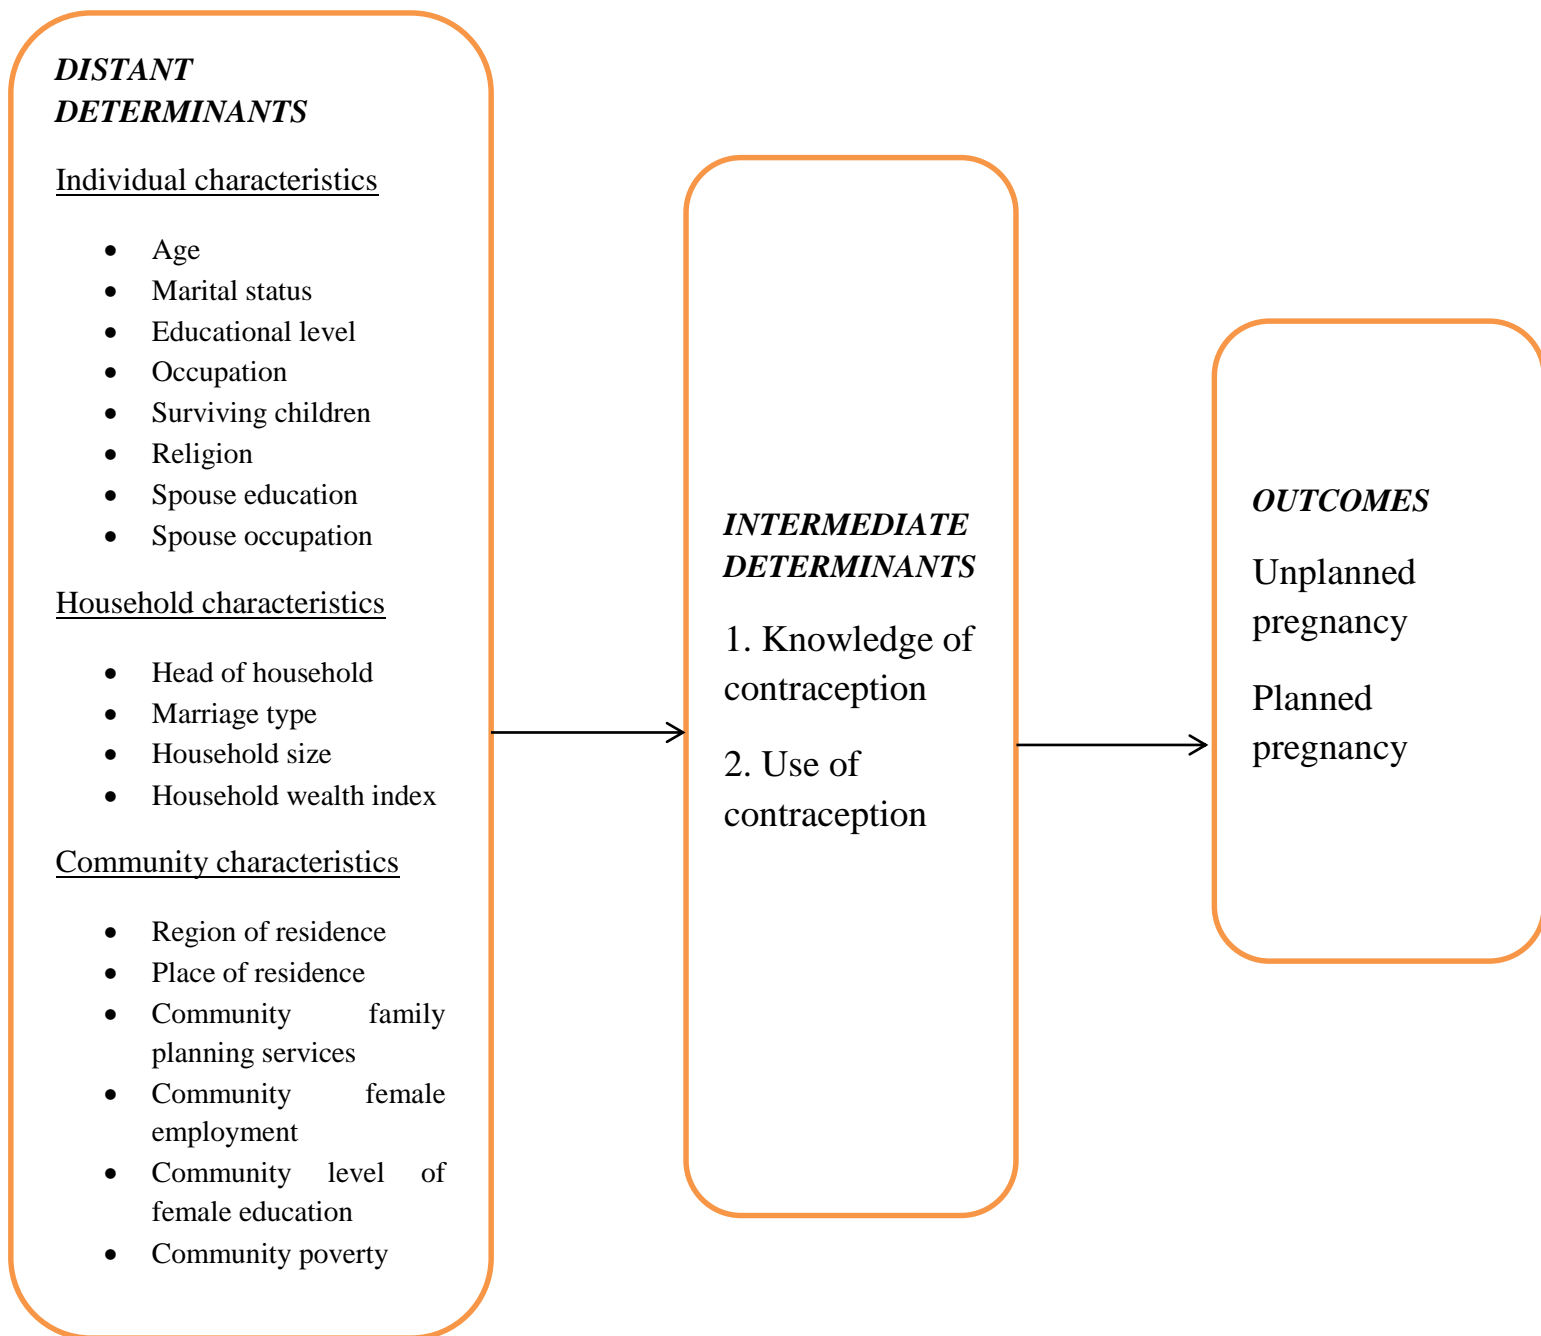 DISTANT
DETERMINANTS
Individual characteristics
• Age
• Marital status
• Educational level
• Occupation
• Surviving children
• Religion
• Spouse education
• Spouse occupation
Household characteristics
• Head of household
• Marriage type
• Household size
• Household wealth index
Community characteristics
• Region of residence
• Place of residence
• Community family
planning services
• Community female
employment
• Community level of
female education
• Community poverty
INTERMEDIATE
DETERMINANTS
1. Knowledge of
contraception
2. Use of
contraception
OUTCOMES
Unplanned
pregnancy
Planned
pregnancy